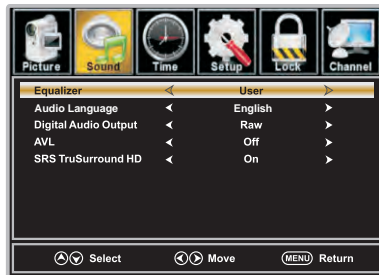 Picture Sound Time Setup Lock Channel
Equalizer User
Audio Language English
Digital Audio Output Raw
AVL Off
SRS TruSurround HD On
Select Move MENU Return